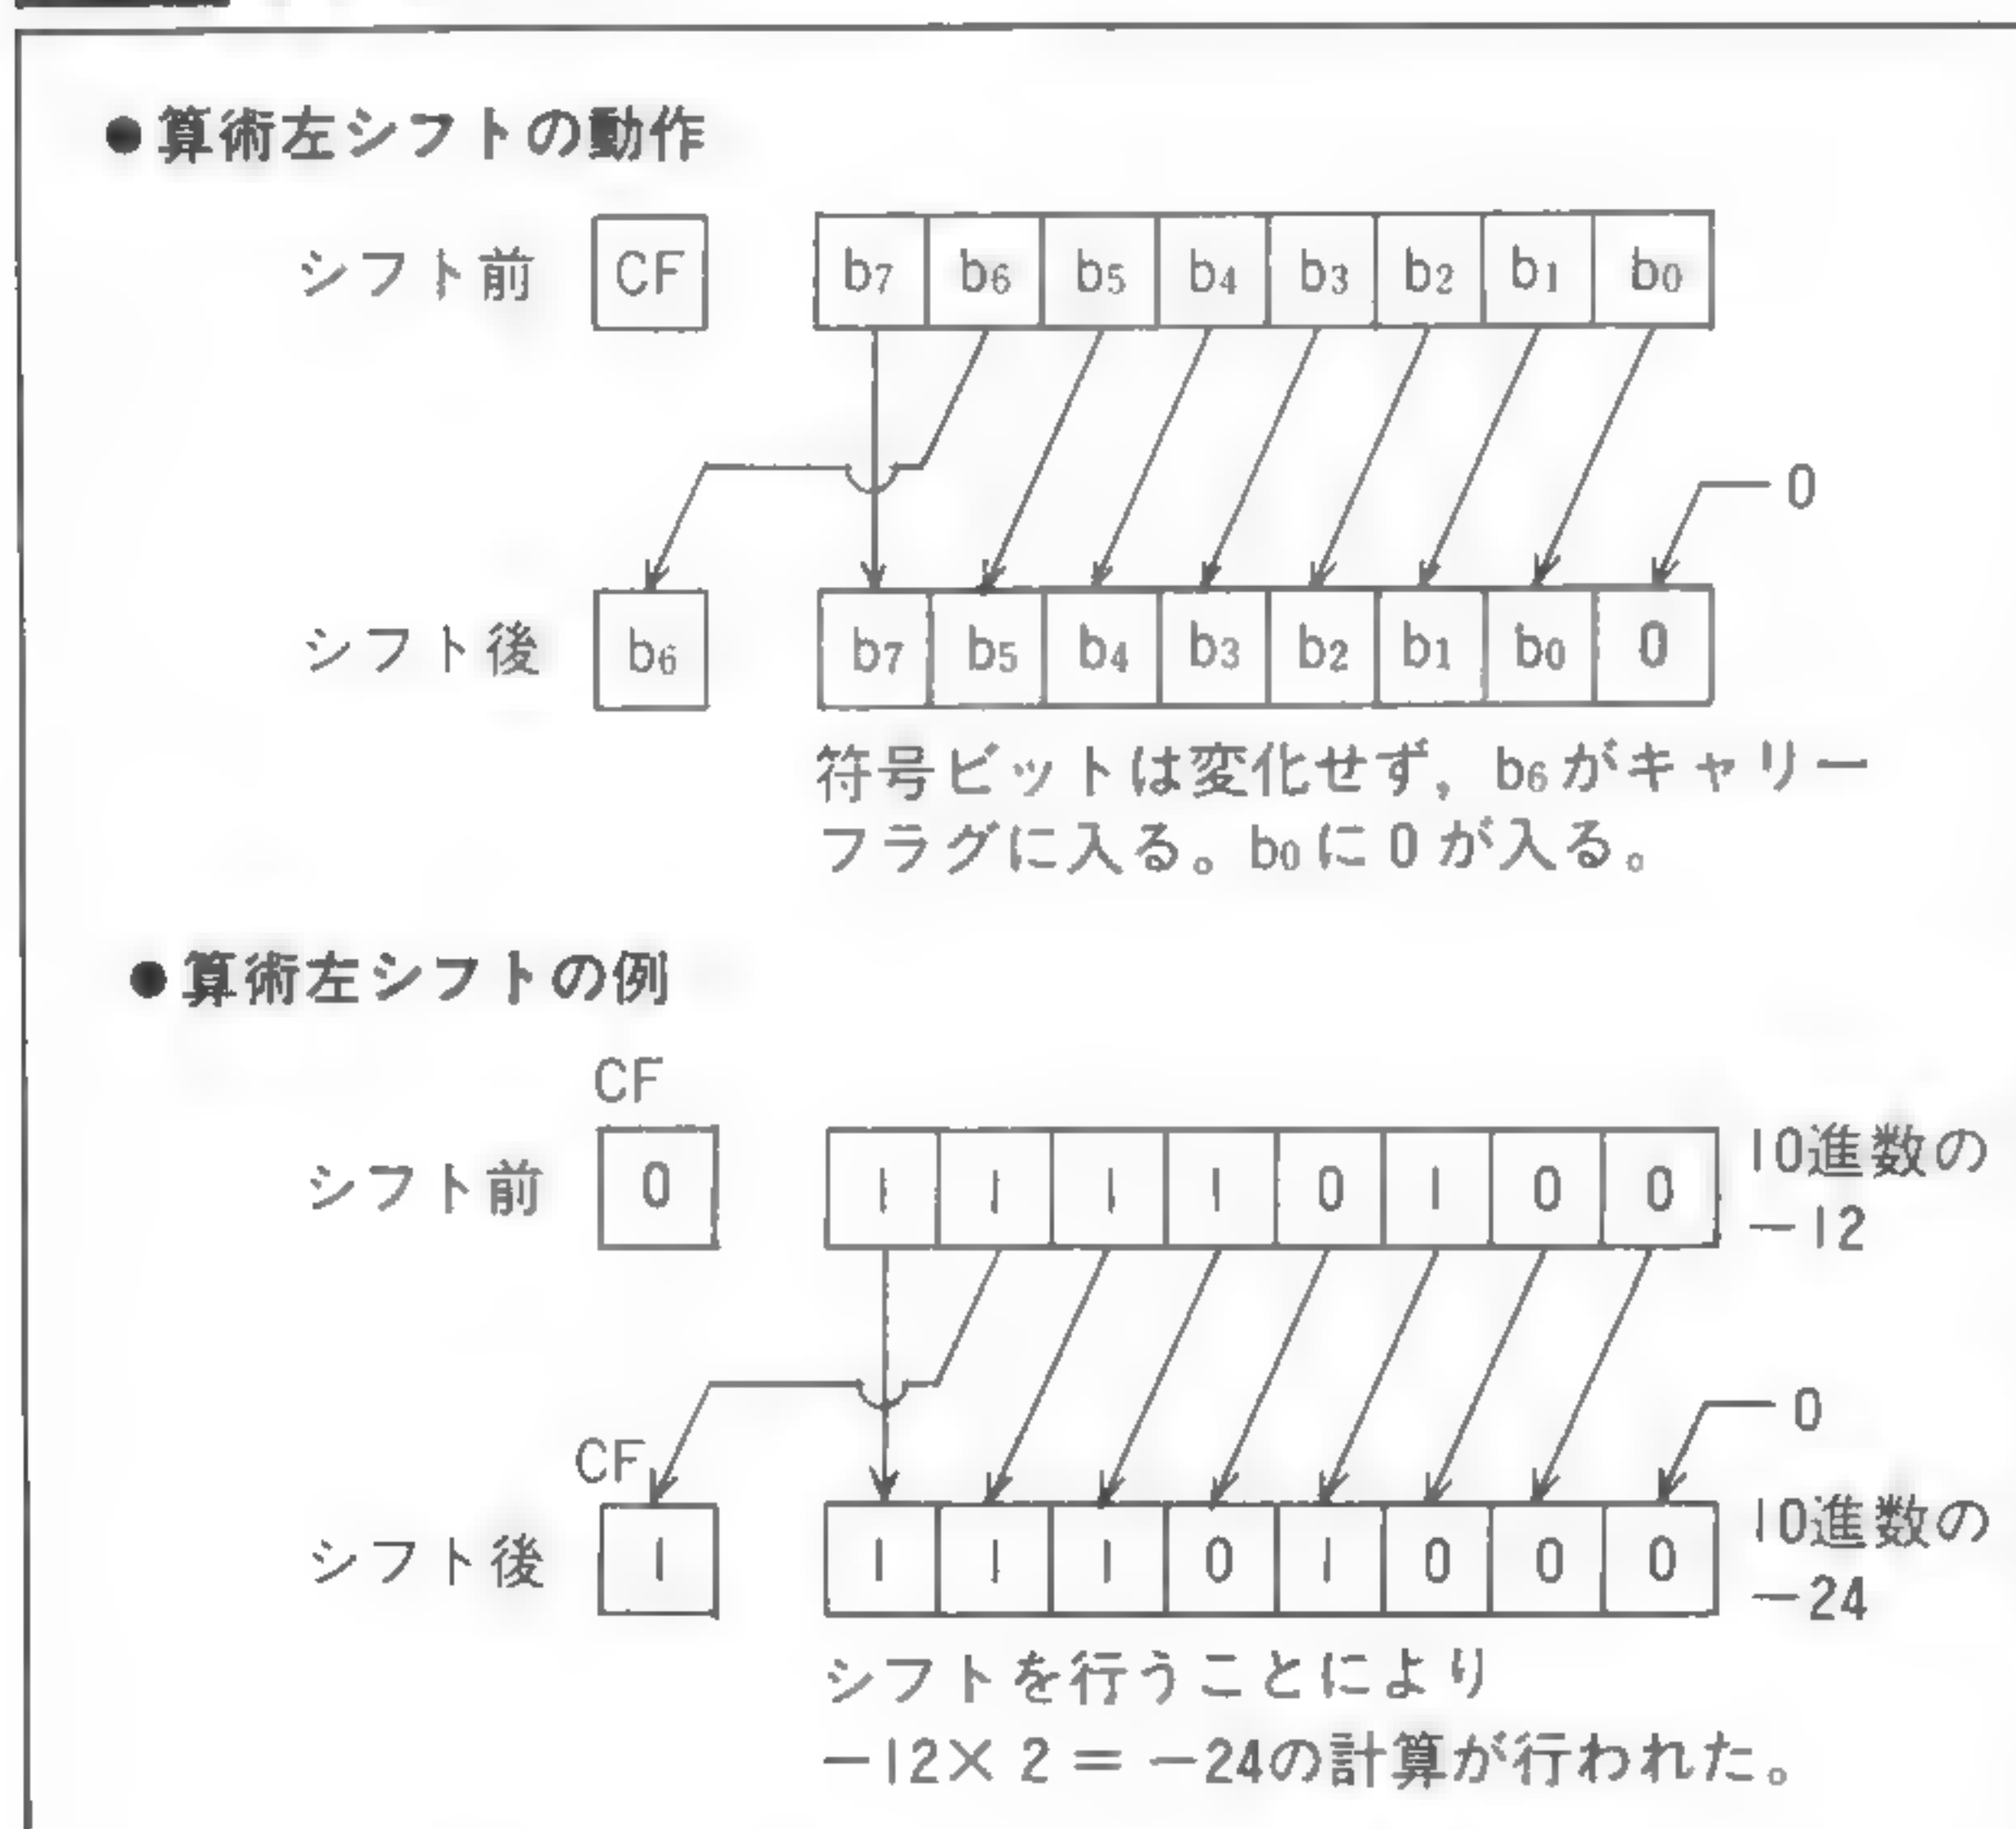 ●算術左シフトの動作
シフト前 CF b7 b6 b5 b4 b3 b2 b1 b0
0
シフト後 b6 b7 b5 b4 b3 b2 b1 b0 0
符号ビットは変化せず，b6がキャリー
フラグに入る。b0に0が入る。
●算術左シフトの例
CF
シフト前 0 1 1 1 1 0 1 0 0 10進数の
−12
0
CF
シフト後 1 1 1 1 0 1 0 0 0 10進数の
−24
シフトを行うことにより
−12×2＝−24の計算が行われた。